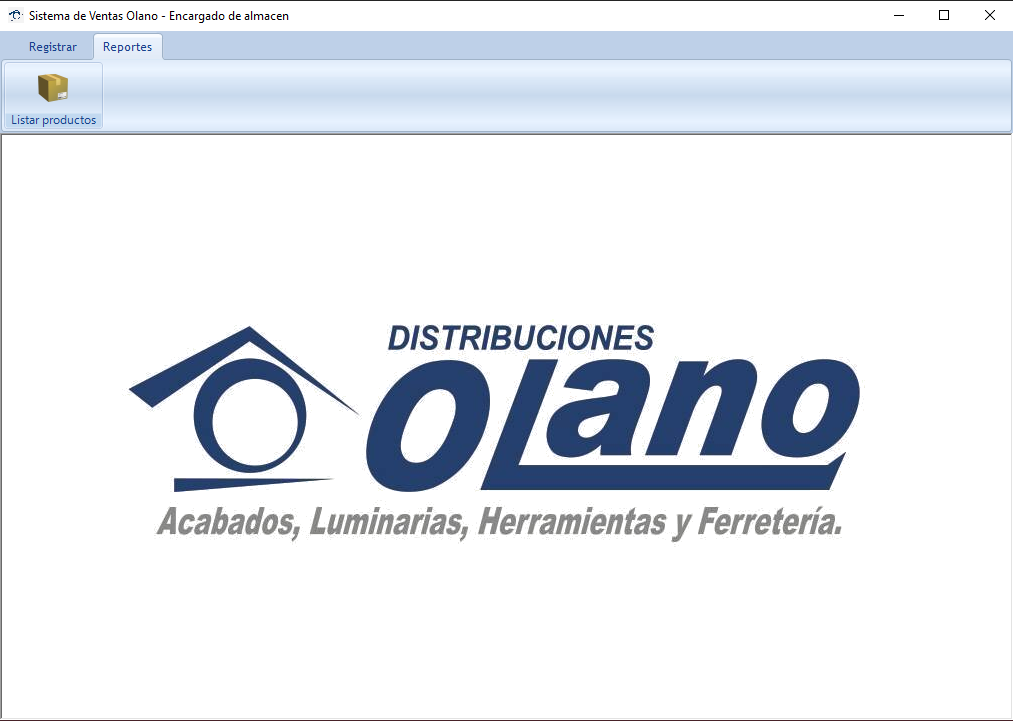 Sistema de Ventas Olano - Encargado de almacen
Registrar
Reportes
Listar productos
DISTRIBUCIONES
OLano
Acabados, Luminarias, Herramientas y Ferretería.